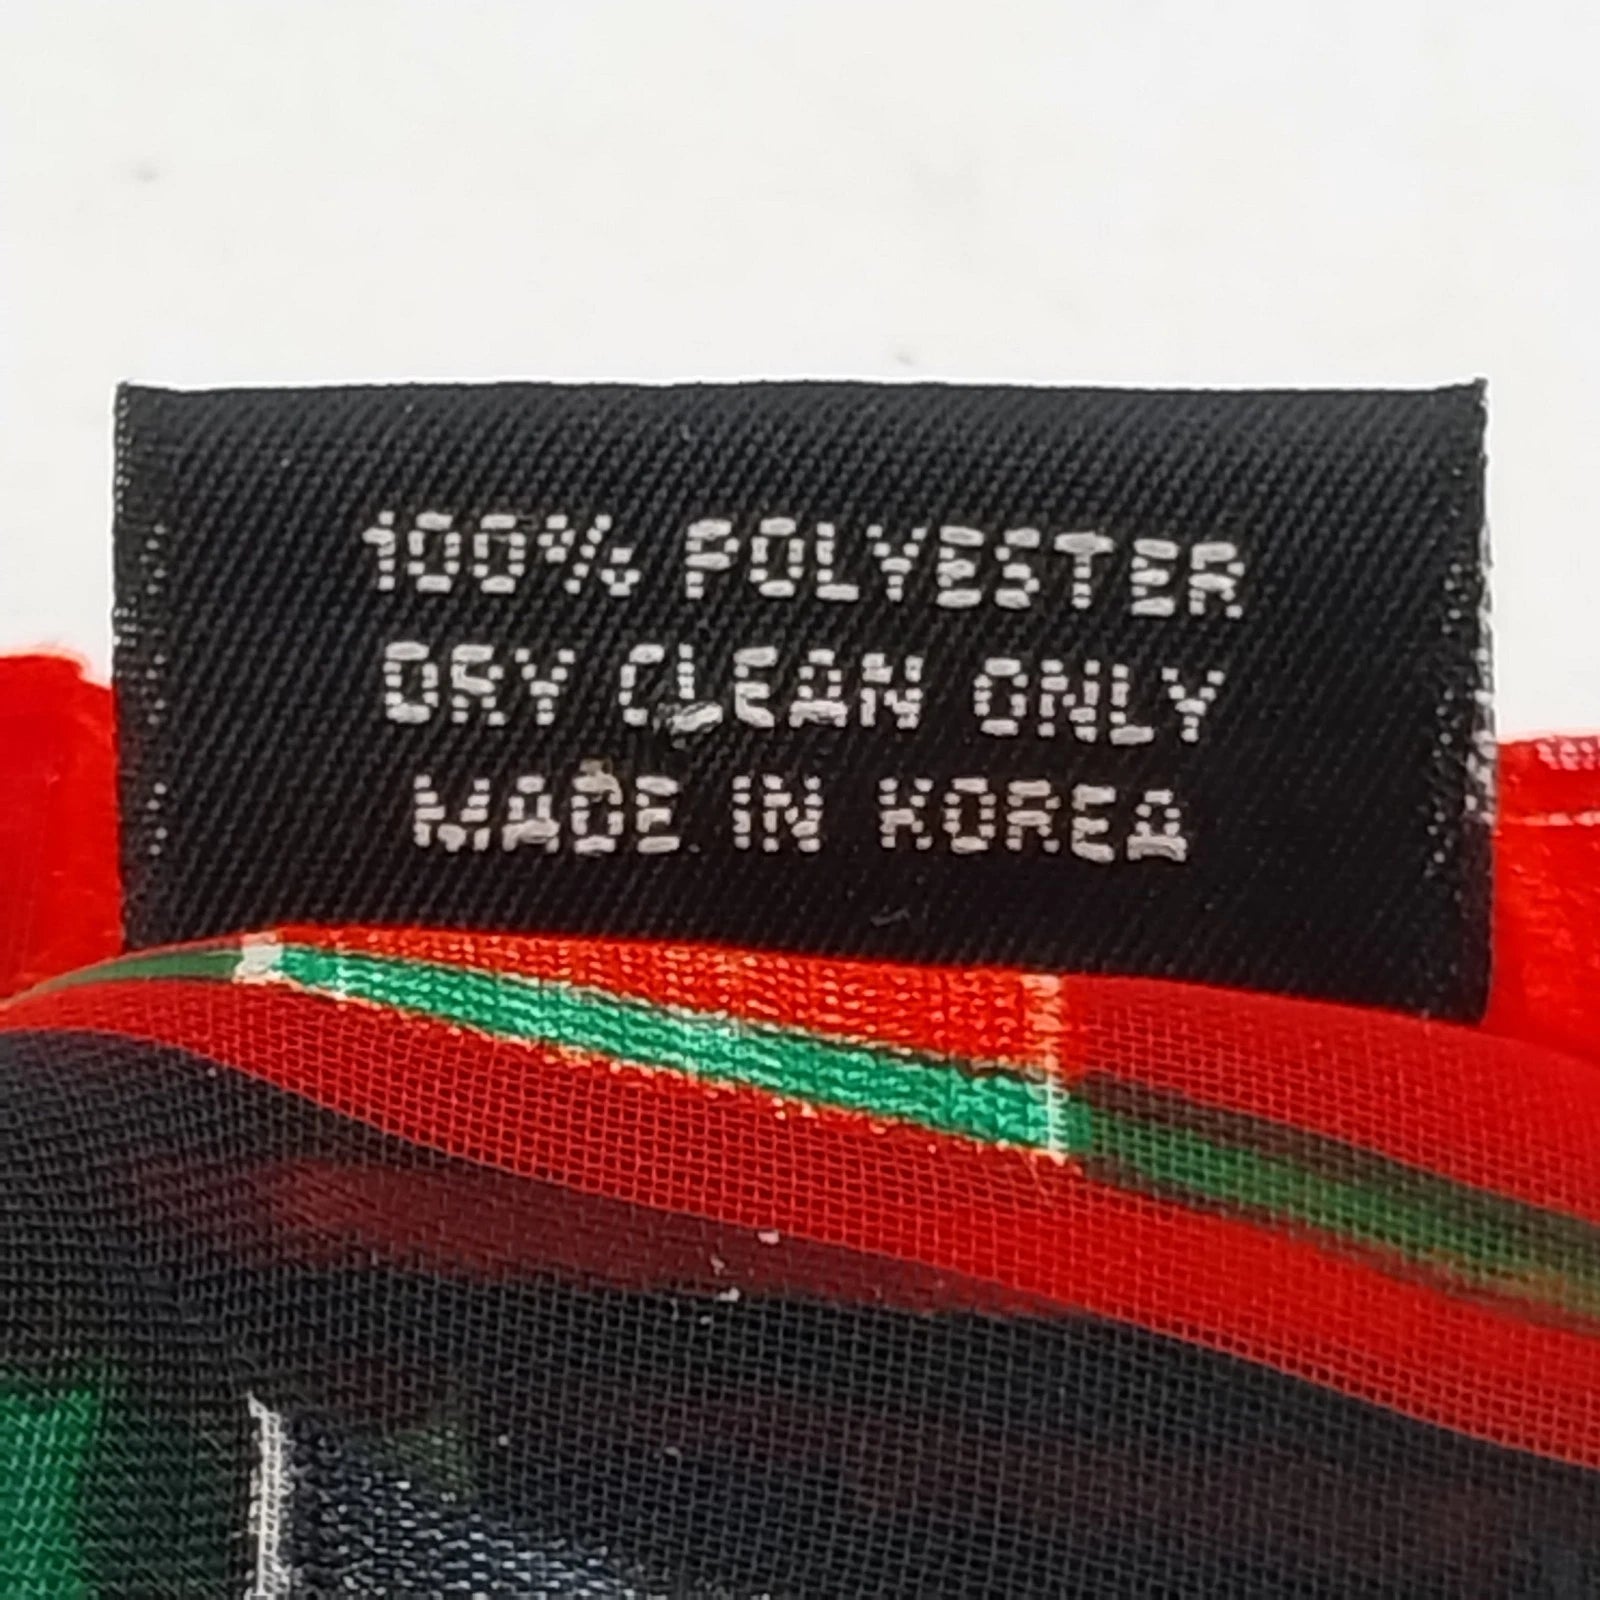 100% POLYESTER
DRY CLEAN ONLY
MADE IN KOREA